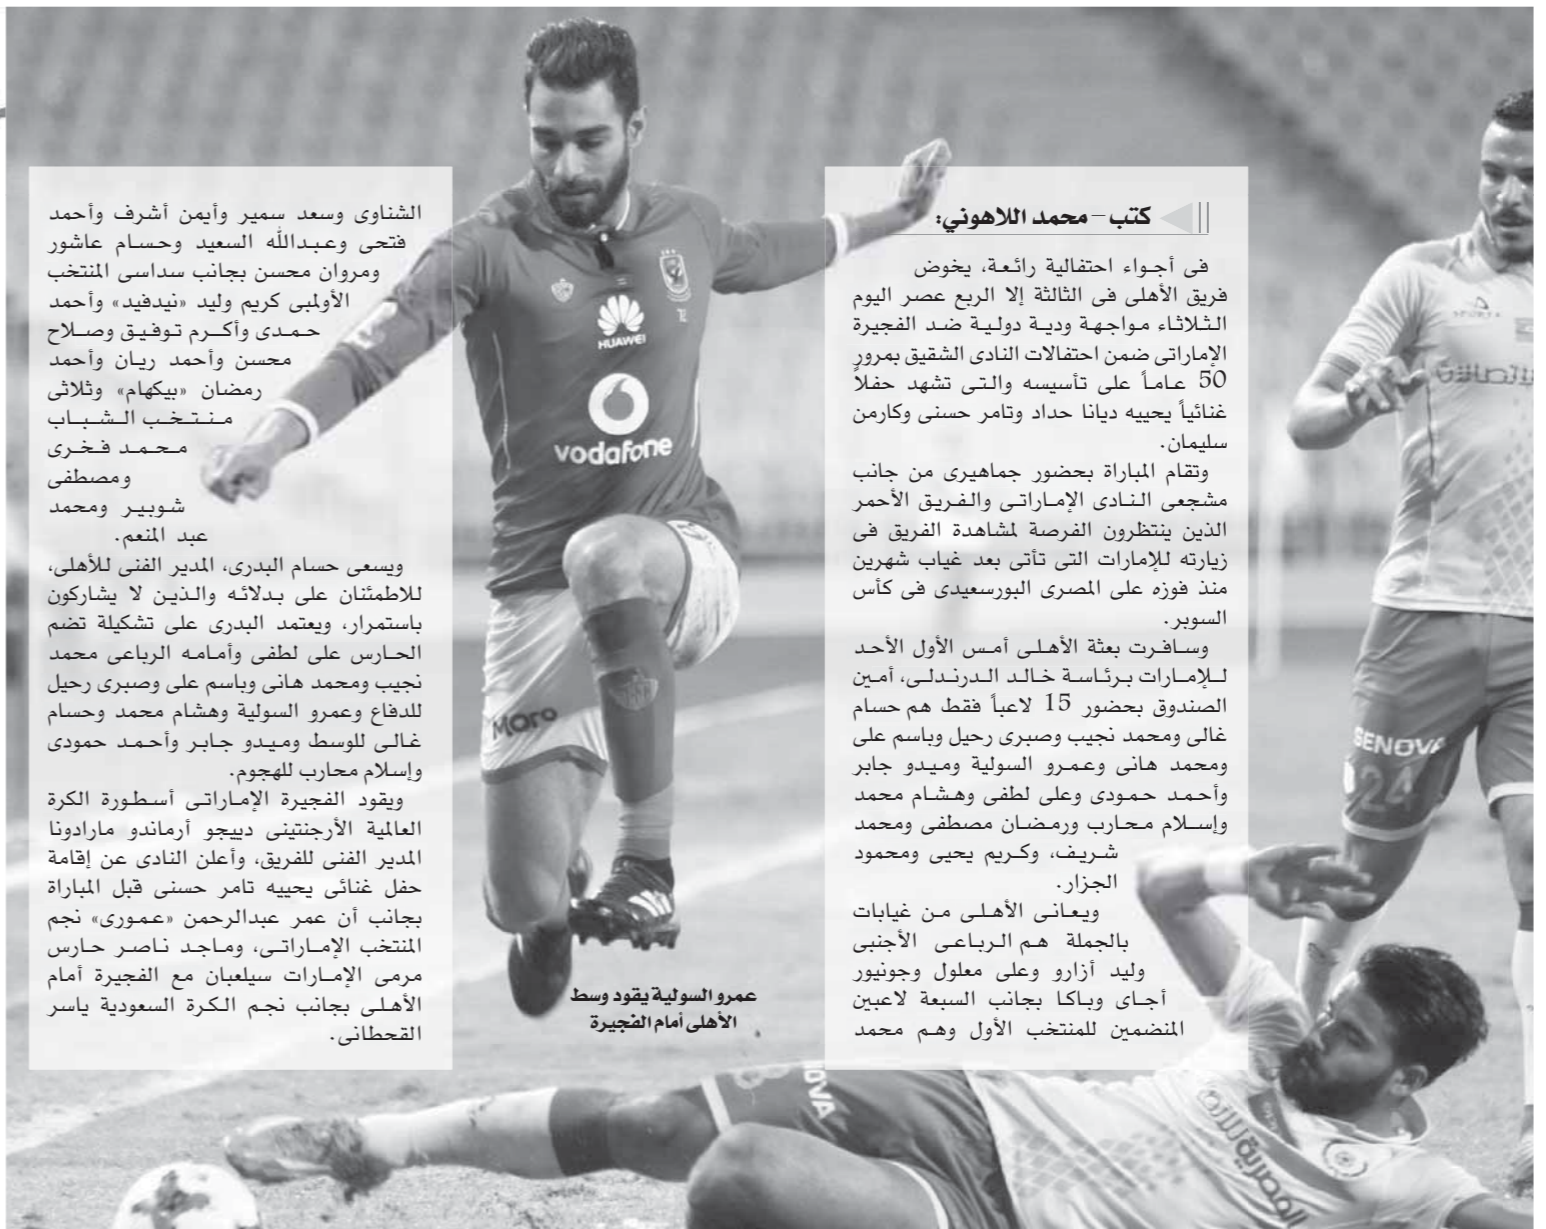 كتب – محمد اللاهوني:
فى أجواء احتفالية رائعة، يخوض
فريق الأهلى فى الثالثة إلا الربع عصر اليوم
الثلاثاء مواجهة ودية دولية ضد الفجيرة
الإماراتى ضمن احتفالات النادى الشقيق بمرور
50 عاماً على تأسيسه والتى تشهد حفلاً
غنائياً يحييه ديانا حداد وتامر حسنى وكارمن
سليمان.
وتقام المباراة بحضور جماهيرى من جانب
مشجعى النادى الإماراتى والفريق الأحمر
الذين ينتظرون الفرصة لمشاهدة الفريق فى
زيارته للإمارات التى تأتى بعد غياب شهرين
منذ فوزه على المصرى البورسعيدى فى كأس
السوبر.
وسافرت بعثة الأهلى أمس الأول الأحد
للإمارات برئاسة خالد الدرندلى، أمين
الصندوق بحضور 15 لاعباً فقط هم حسام
غالى ومحمد نجيب وصبرى رحيل وباسم على
ومحمد هانى وعمرو السولية وميدو جابر
وأحمد حمودى وعلى لطفى وهشام محمد
وإسلام محارب ورمضان مصطفى ومحمد
شريف، وكريم يحيى ومحمود
الجزار.
ويعانى الأهلى من غيابات
بالجملة هم الرباعى الأجنبى
وليد أزارو وعلى معلول وجونيور
أجاى وباكا بجانب السبعة لاعبين
المنضمين للمنتخب الأول وهم محمد
الشناوى وسعد سمير وأيمن أشرف وأحمد
فتحى وعبدالله السعيد وحسام عاشور
ومروان محسن بجانب سداسى المنتخب
الأولمبى كريم وليد «نيدفيد» وأحمد
حمدى وأكرم توفيق وصلاح
محسن وأحمد ريان وأحمد
رمضان «بيكهام» وثلاثى
منتخب الشباب
محمد فخرى
ومصطفى
شوبير ومحمد
عبد المنعم.
ويسعى حسام البدرى، المدير الفنى للأهلى،
للاطمئنان على بدلائه والذين لا يشاركون
باستمرار، ويعتمد البدرى على تشكيلة تضم
الحارس على لطفى وأمامه الرباعى محمد
نجيب ومحمد هانى وباسم على وصبرى رحيل
للدفاع وعمرو السولية وهشام محمد وحسام
غالى للوسط وميدو جابر وأحمد حمودى
وإسلام محارب للهجوم.
ويقود الفجيرة الإماراتى أسطورة الكرة
العالمية الأرجنتينى دييجو أرماندو مارادونا
المدير الفنى للفريق، وأعلن النادى عن إقامة
حفل غنائى يحييه تامر حسنى قبل المباراة
بجانب أن عمر عبدالرحمن «عمورى» نجم
المنتخب الإماراتى، وماجد ناصر حارس
مرمى الإمارات سيلعبان مع الفجيرة أمام
الأهلى بجانب نجم الكرة السعودية ياسر
القحطانى.
عمرو السولية يقود وسط
الأهلى أمام الفجيرة
HUAWEI
vodafone
Moro
SENOVA
24